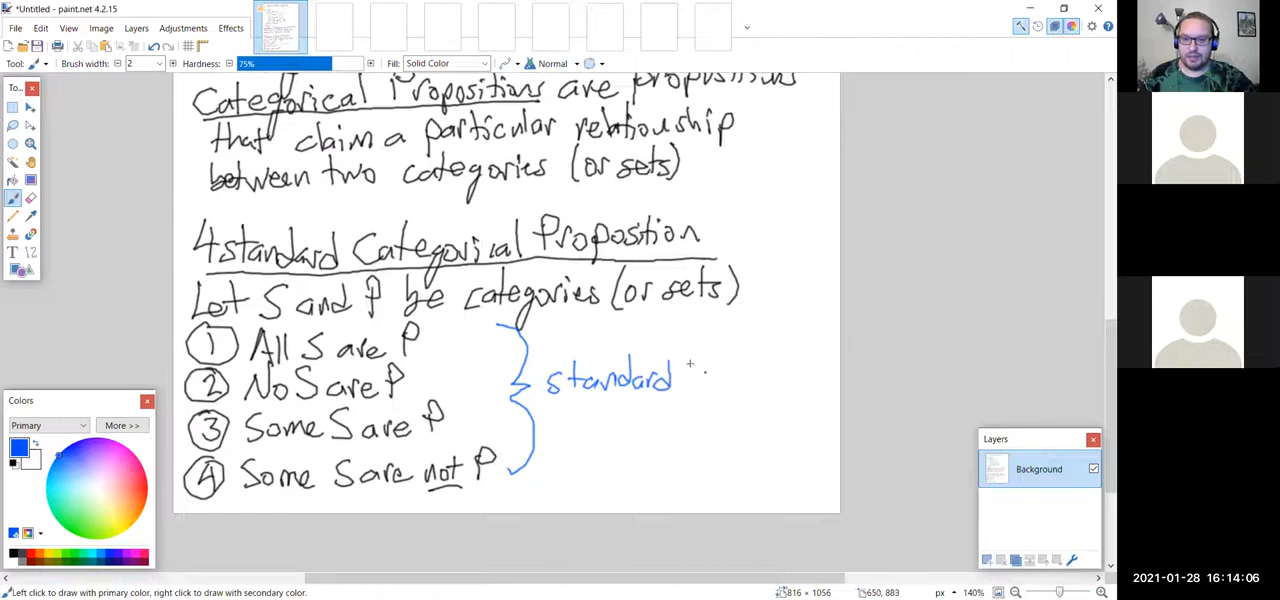 *Untitled - paint.net 4.2.15
File Edit View Image Layers Adjustments Effects
Tool: Brush width: 2 Hardness: 75% Fill: Solid Color Normal
To...
Categorical Propositions are propositions
that claim a particular relationship
between two categories (or sets)
4 standard Categorical Proposition
Let S and P be categories (or sets)
1 All S are P
2 No S are P
3 Some S are P
4 Some S are not P
standard
Colors
Primary More >>
Layers
Background
2021-01-28 16:14:06
Left click to draw with primary color, right click to draw with secondary color. 816 × 1056 650, 883 px 140%